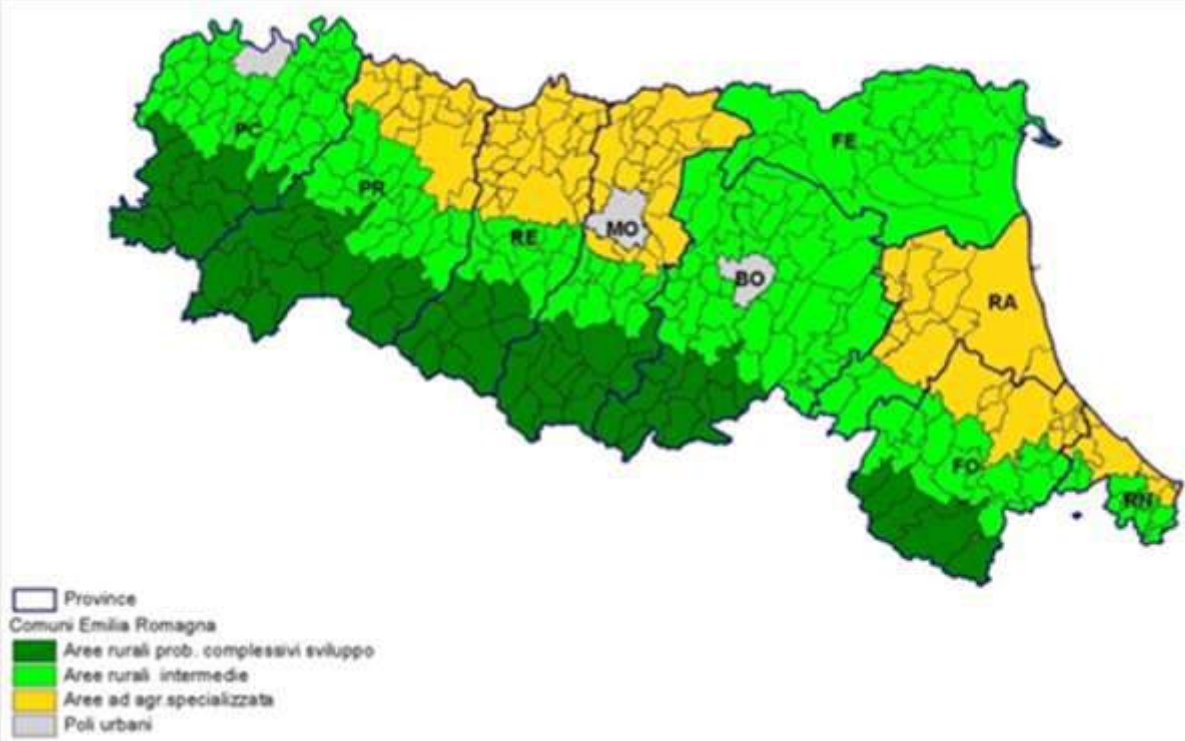 PC
FE
PR
MO
RE
BO
RA
FO
RN
Province
Comuni Emilia Romagna
Aree rurali prob. complessivi sviluppo
Aree rurali intermedie
Aree ad agr.specializzata
Poli urbani